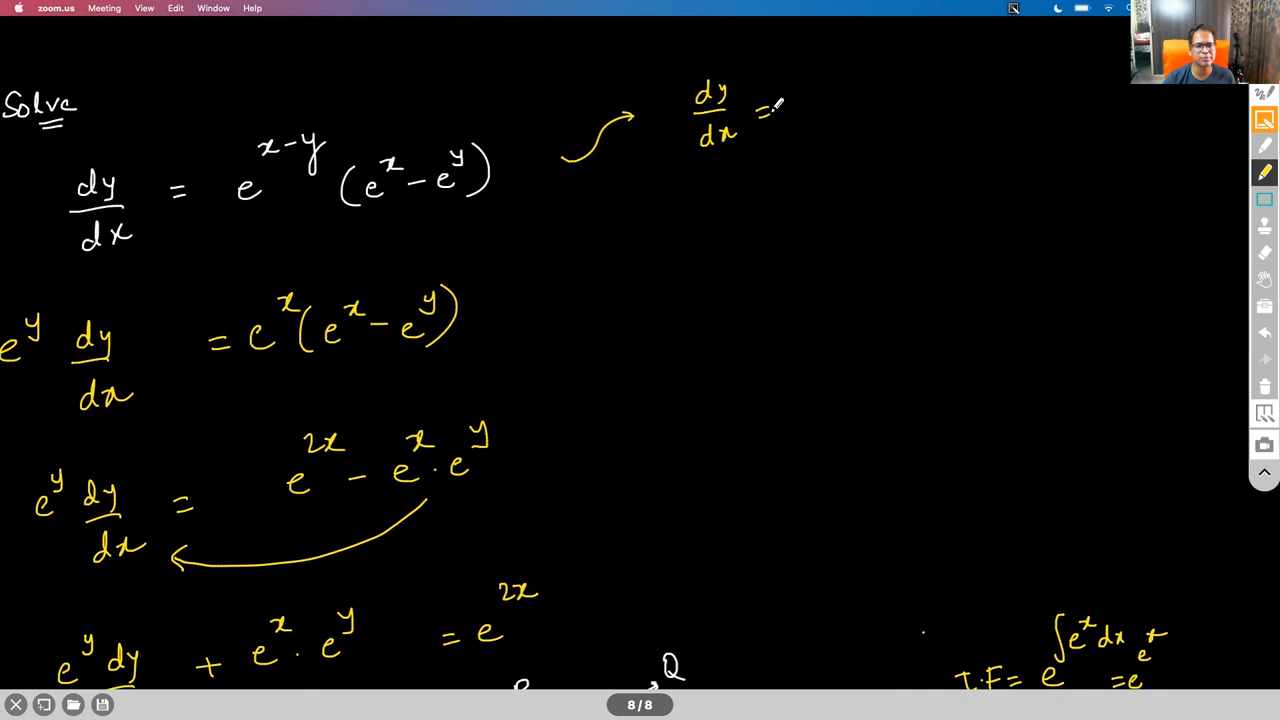 zoom.us Meeting View Edit Window Help
Solve
dy/dx = e^{x-y} (e^x - e^y)
dy/dx =
e^y dy/dx = e^x (e^x - e^y)
e^y dy/dx = e^{2x} - e^x · e^y
e^y dy + e^x · e^y = e^{2x}
I.F = e^{∫e^x dx} = e^{e^x}
Q
8/8